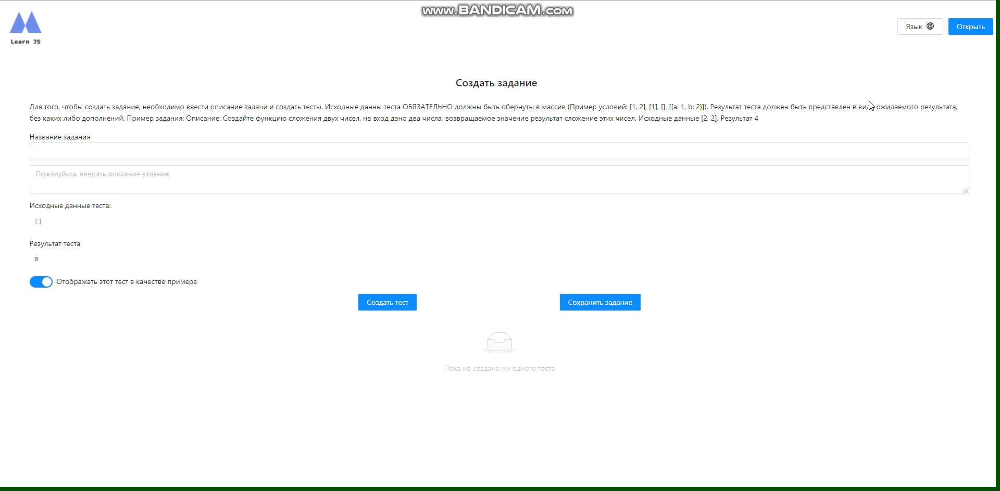 www.BANDICAM.com
Learn JS
Язык
Открыть
Создать задание
Для того, чтобы создать задание, необходимо ввести описание задачи и создать тесты. Исходные данны теста ОБЯЗАТЕЛЬНО должны быть обернуты в массив (Пример условий: [1, 2], [1], [], [{a: 1, b: 2}]). Результат теста должен быть представлен в виде ожидаемого результата,
без каких либо дополнений. Пример задания: Описание: Создайте функцию сложения двух чисел, на вход дано два числа, возвращаемое значение результат сложение этих чисел. Исходные данные [2, 2]. Результат 4
Название задания
Пожалуйста, введить описание задания
Исходные данные теста:
[]
Результат теста
0
Отображать этот тест в качестве примера
Создать тест
Сохранить задание
Пока не создано ни одного теста